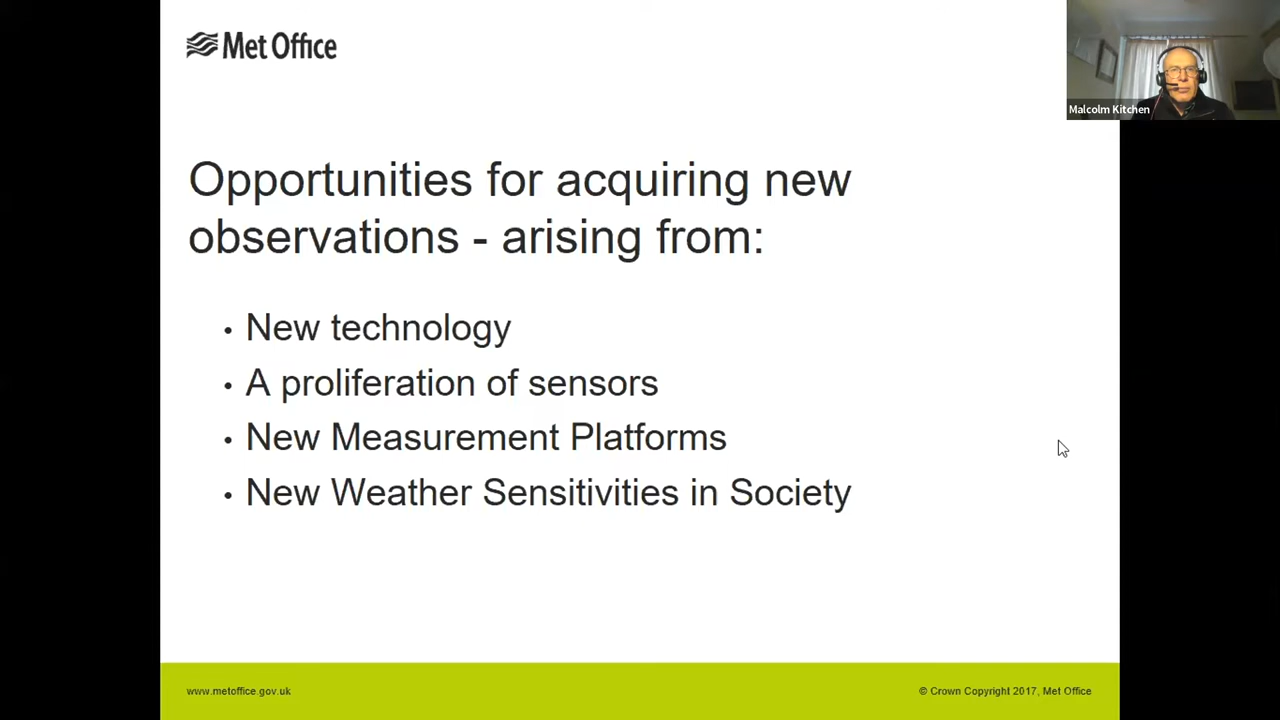 Met Office
Malcolm Kitchen
Opportunities for acquiring new
observations - arising from:
• New technology
• A proliferation of sensors
• New Measurement Platforms
• New Weather Sensitivities in Society
www.metoffice.gov.uk
© Crown Copyright 2017, Met Office